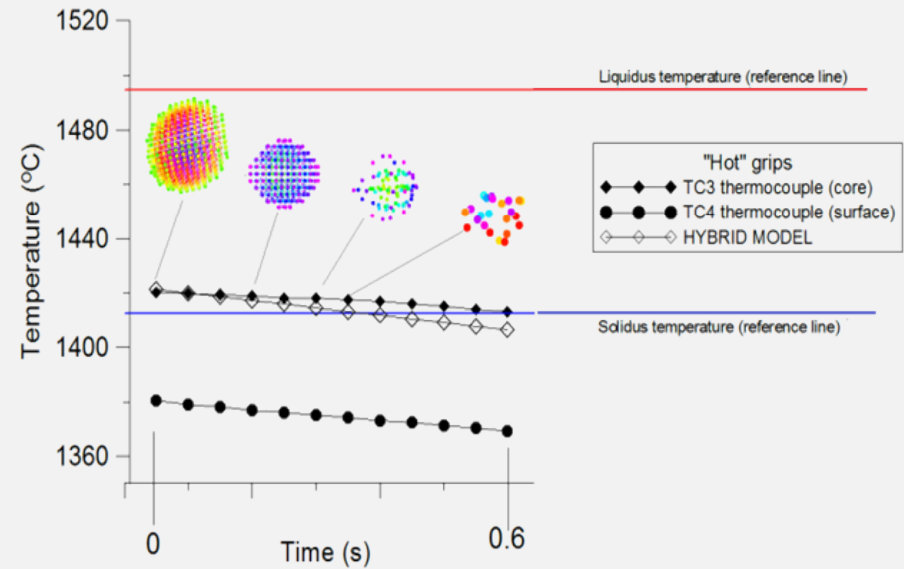 1520
1480
1440
1400
1360
Temperature (°C)
Liquidus temperature (reference line)
"Hot" grips
TC3 thermocouple (core)
TC4 thermocouple (surface)
HYBRID MODEL
Solidus temperature (reference line)
0
0.6
Time (s)